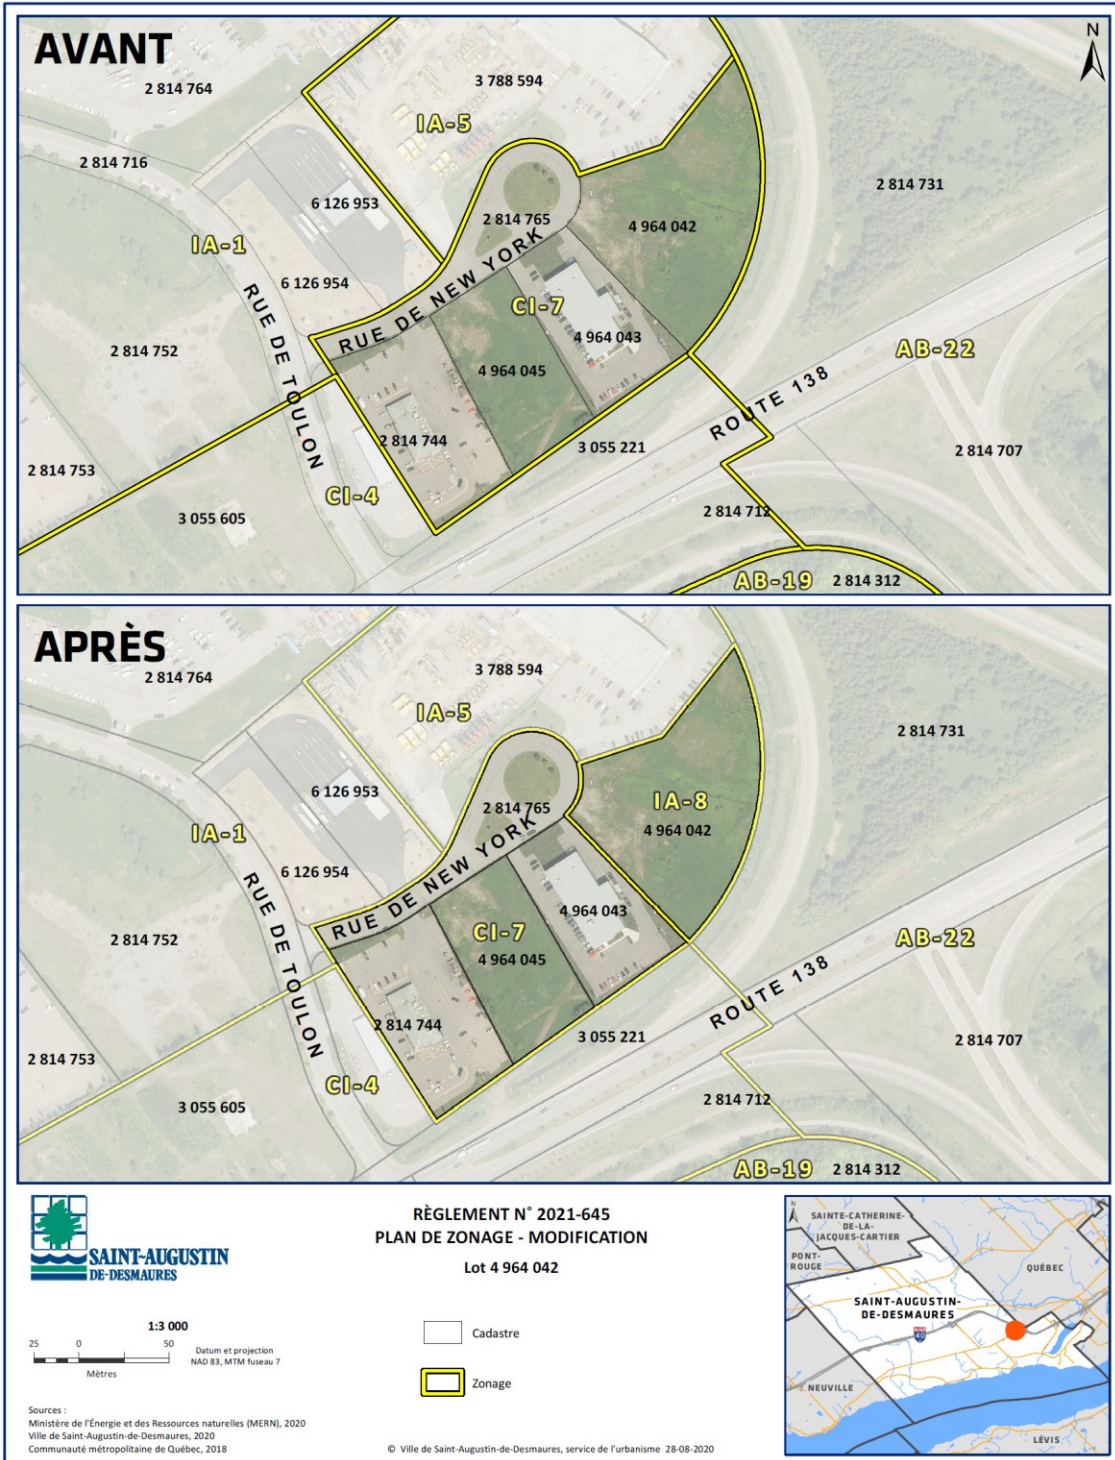 AVANT
N
2 814 764
3 788 594
IA-5
2 814 716
6 126 953
2 814 731
2 814 765
4 964 042
IA-1
6 126 954
RUE DE NEW YORK
CI-7
RUE DE TOULON
4 964 043
2 814 752
AB-22
4 964 045
ROUTE 138
2 814 744
3 055 221
2 814 707
2 814 753
CI-4
3 055 605
2 814 712
AB-19
2 814 312
APRÈS
2 814 764
3 788 594
IA-5
2 814 731
6 126 953
2 814 765
IA-8
4 964 042
IA-1
6 126 954
RUE DE NEW YORK
RUE DE TOULON
4 964 043
CI-7
2 814 752
AB-22
4 964 045
ROUTE 138
2 814 744
3 055 221
2 814 707
2 814 753
CI-4
3 055 605
2 814 712
AB-19
2 814 312
SAINT-AUGUSTIN
DE-DESMAURES
RÈGLEMENT N° 2021-645
PLAN DE ZONAGE - MODIFICATION
Lot 4 964 042
1:3 000
25 0 50
Mètres
Datum et projection
NAD 83, MTM fuseau 7
Cadastre
Zonage
Sources :
Ministère de l'Énergie et des Ressources naturelles (MERN), 2020
Ville de Saint-Augustin-de-Desmaures, 2020
Communauté métropolitaine de Québec, 2018
© Ville de Saint-Augustin-de-Desmaures, service de l'urbanisme 28-08-2020
N
SAINTE-CATHERINE-
DE-LA-
JACQUES-CARTIER
PONT-
ROUGE
QUÉBEC
SAINT-AUGUSTIN-
DE-DESMAURES
40
NEUVILLE
LÉVIS